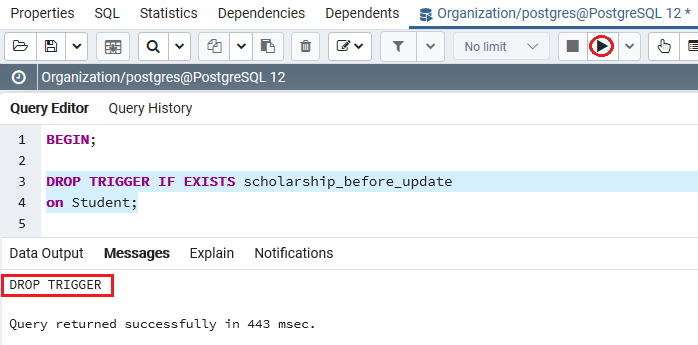 Properties SQL Statistics Dependencies Dependents Organization/postgres@PostgreSQL 12 *
No limit
Organization/postgres@PostgreSQL 12
Query Editor Query History
1 BEGIN;
2
3 DROP TRIGGER IF EXISTS scholarship_before_update
4 on Student;
5
Data Output Messages Explain Notifications
DROP TRIGGER
Query returned successfully in 443 msec.